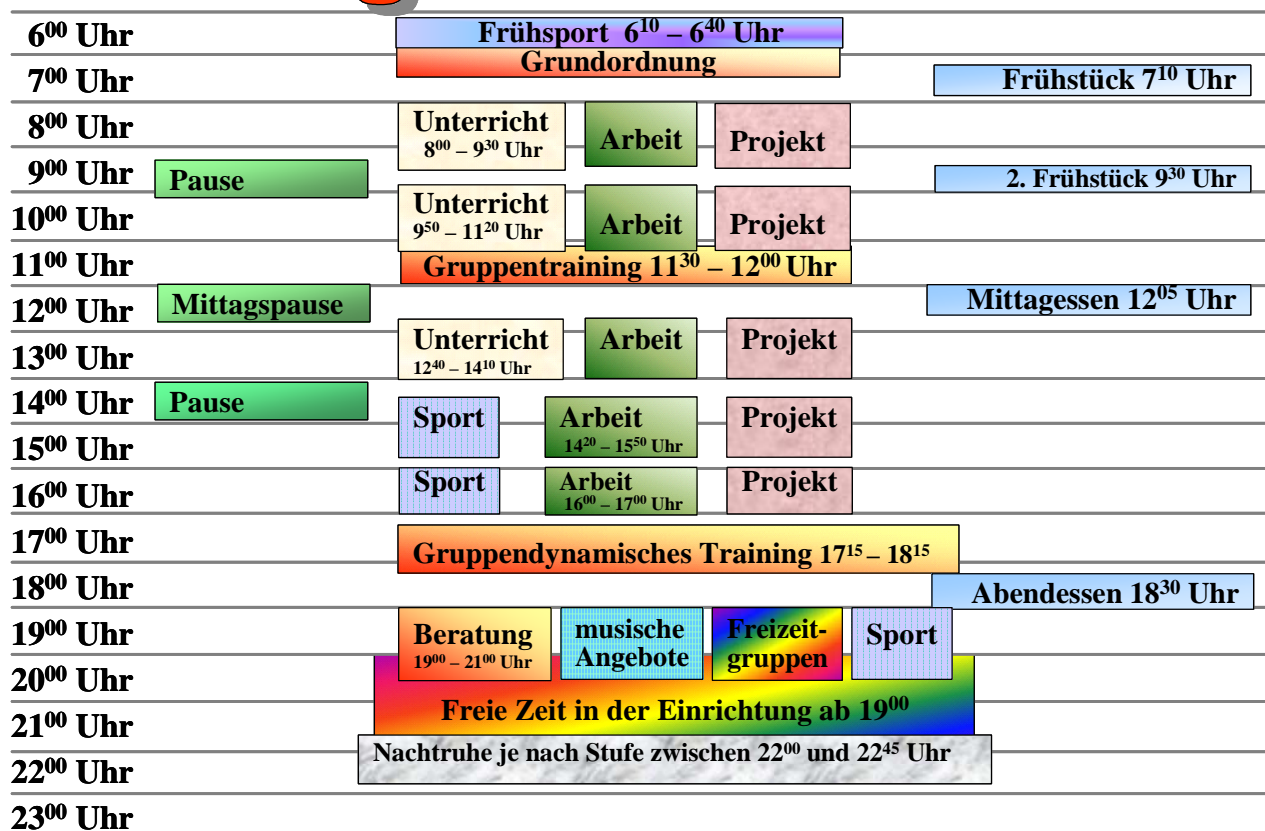 6⁰⁰ Uhr
Frühsport 6¹⁰ – 6⁴⁰ Uhr
Grundordnung
7⁰⁰ Uhr
Frühstück 7¹⁰ Uhr
8⁰⁰ Uhr
Unterricht
8⁰⁰ – 9³⁰ Uhr
Arbeit
Projekt
9⁰⁰ Uhr
Pause
2. Frühstück 9³⁰ Uhr
10⁰⁰ Uhr
Unterricht
9⁵⁰ – 11²⁰ Uhr
Arbeit
Projekt
11⁰⁰ Uhr
Gruppentraining 11³⁰ – 12⁰⁰ Uhr
12⁰⁰ Uhr
Mittagspause
Mittagessen 12⁰⁵ Uhr
13⁰⁰ Uhr
Unterricht
12⁴⁰ – 14¹⁰ Uhr
Arbeit
Projekt
14⁰⁰ Uhr
Pause
Sport
Arbeit
14²⁰ – 15⁵⁰ Uhr
Projekt
15⁰⁰ Uhr
16⁰⁰ Uhr
Sport
Arbeit
16⁰⁰ – 17⁰⁰ Uhr
Projekt
17⁰⁰ Uhr
Gruppendynamisches Training 17¹⁵ – 18¹⁵
18⁰⁰ Uhr
Abendessen 18³⁰ Uhr
19⁰⁰ Uhr
Beratung
19⁰⁰ – 21⁰⁰ Uhr
musische
Angebote
Freizeit-
gruppen
Sport
20⁰⁰ Uhr
Freie Zeit in der Einrichtung ab 19⁰⁰
21⁰⁰ Uhr
Nachtruhe je nach Stufe zwischen 22⁰⁰ und 22⁴⁵ Uhr
22⁰⁰ Uhr
23⁰⁰ Uhr